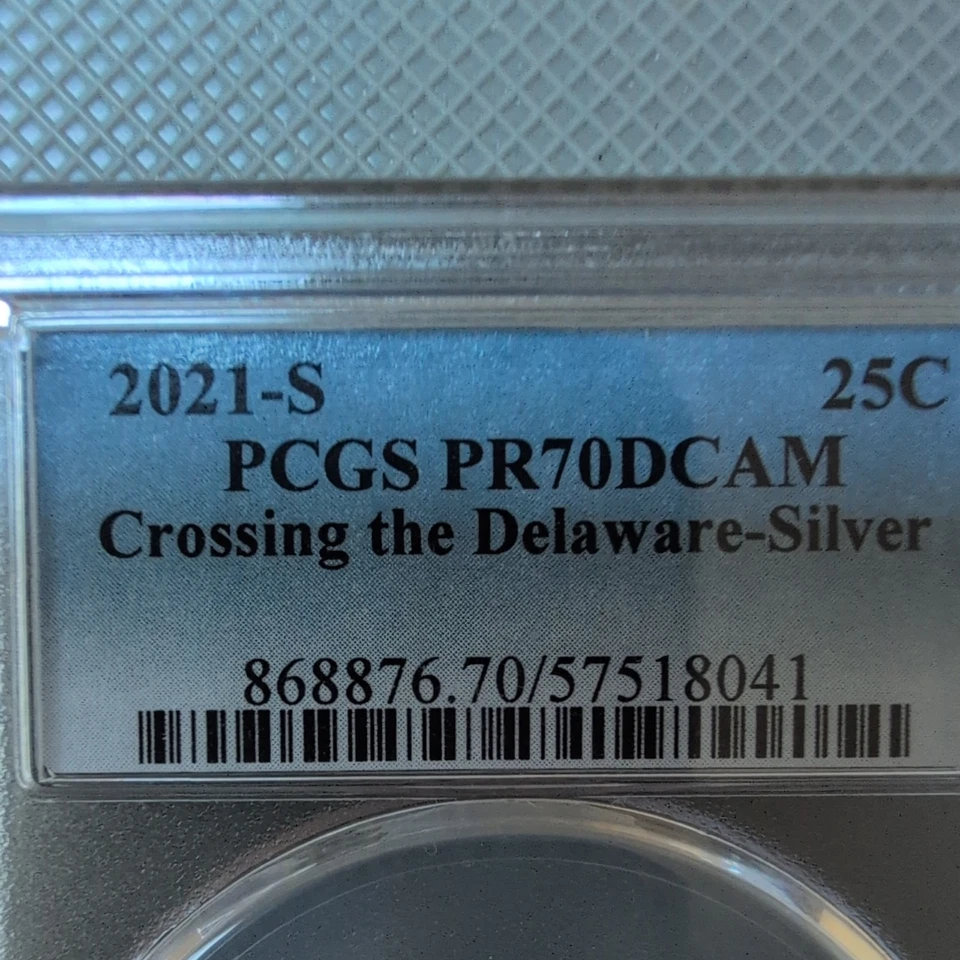 2021-S 25C
PCGS PR70DCAM
Crossing the Delaware-Silver
868876.70/57518041